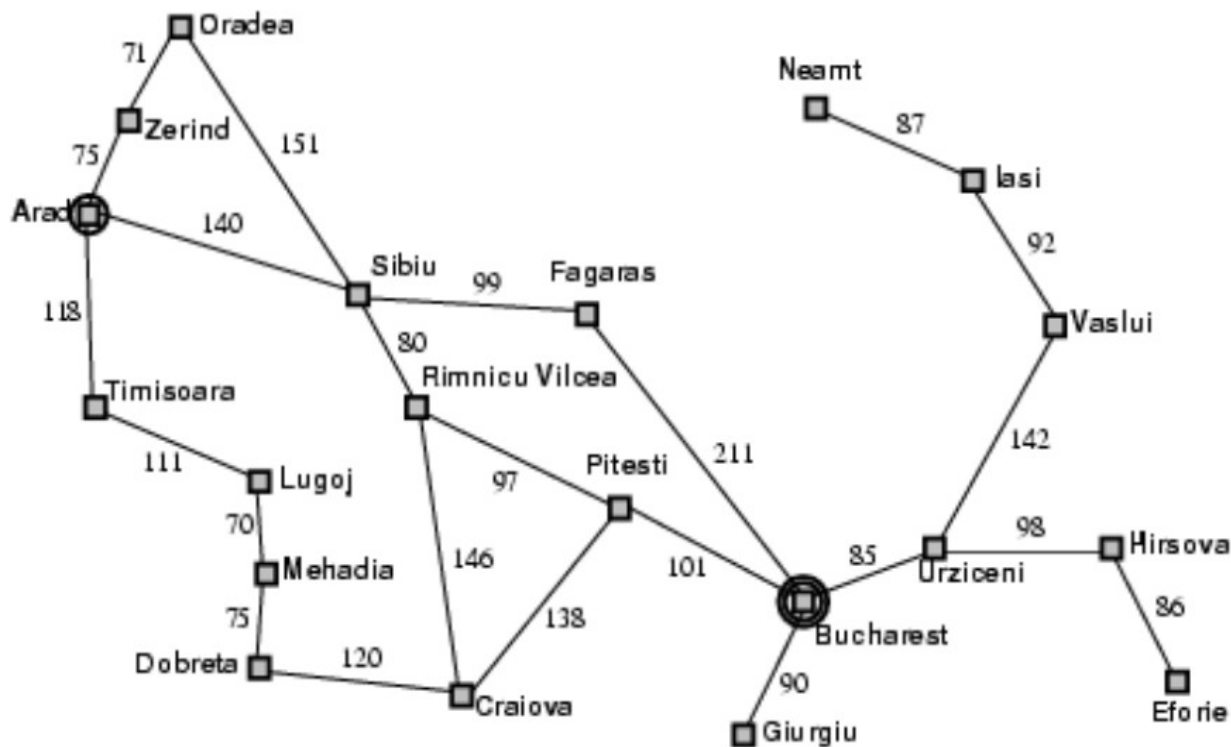 Oradea
71
Neamt
87
Zerind
151
75
Iasi
Arad
140
92
Sibiu
Fagaras
99
118
Vaslui
80
Timisoara
Rimnicu Vilcea
142
211
111
Lugoj
Pitesti
97
70
98
Hirsova
85
Urziceni
146
101
Mehadia
86
75
138
Bucharest
Dobreta
120
90
Craiova
Eforie
Giurgiu